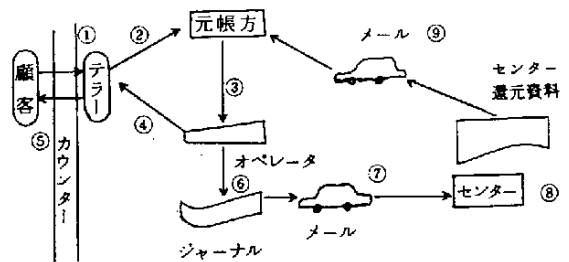 ①
②
元帳方
メール
⑨
顧客
テラー
③
センター
還元資料
④
⑤
カウンター
オペレータ
⑥
⑦
センター
⑧
ジャーナル
メール